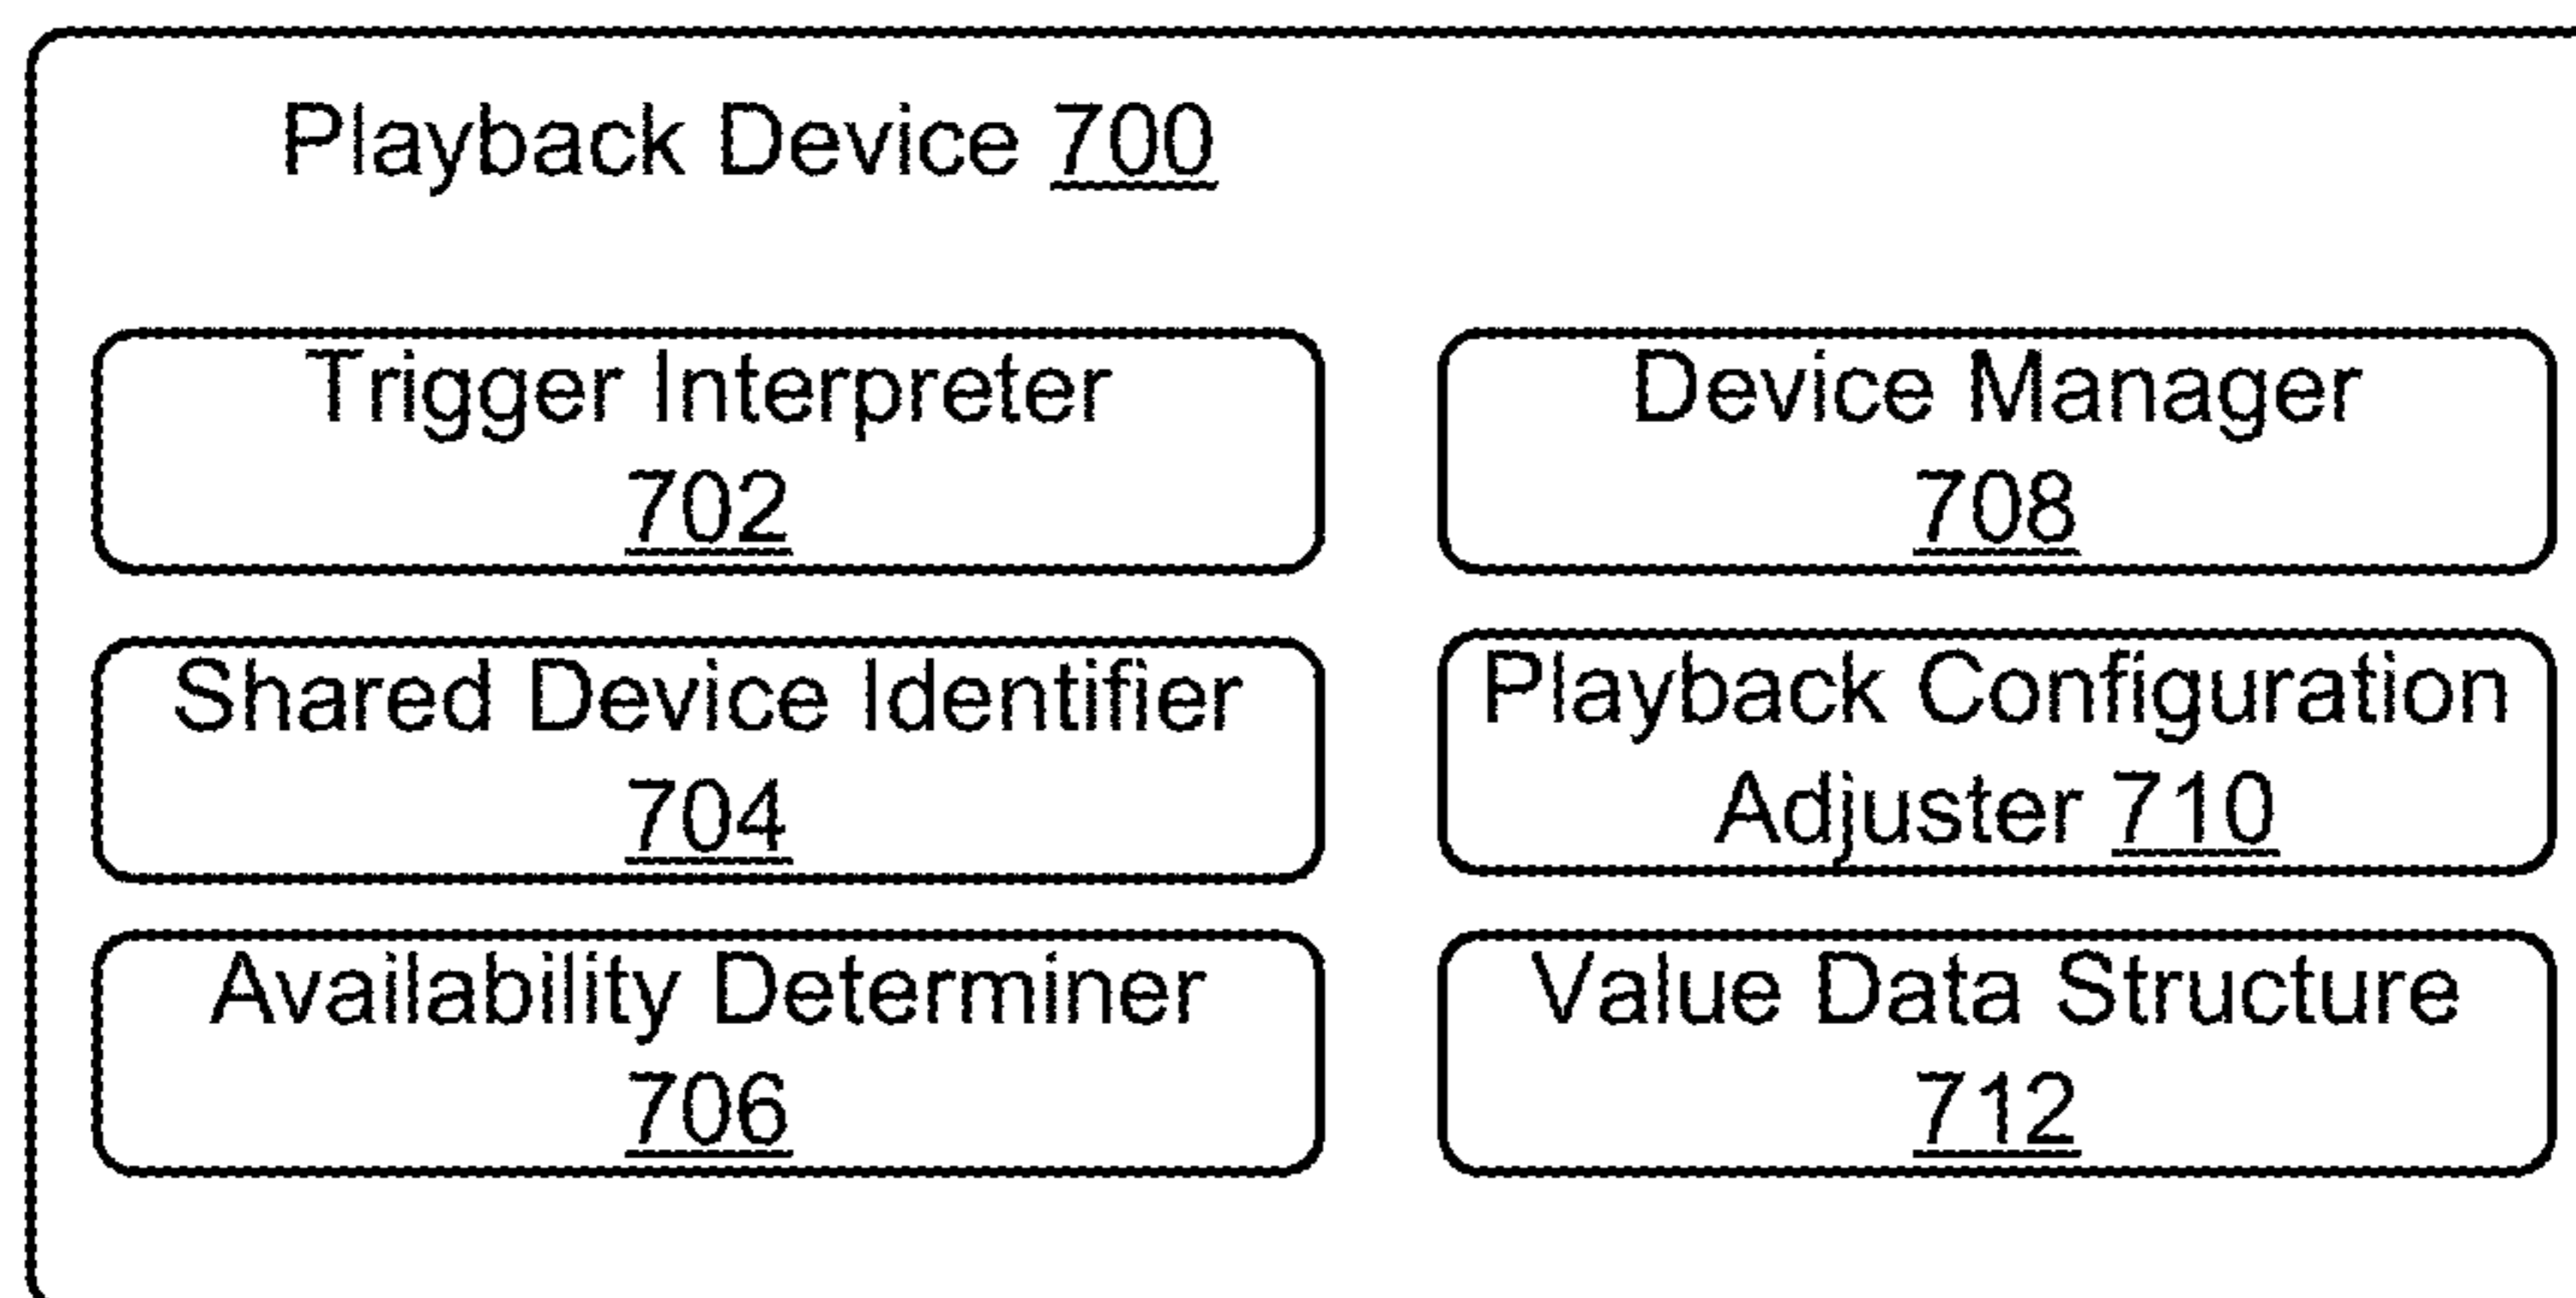 Playback Device 700
Trigger Interpreter
702
Shared Device Identifier
704
Availability Determiner
706
Device Manager
708
Playback Configuration
Adjuster 710
Value Data Structure
712